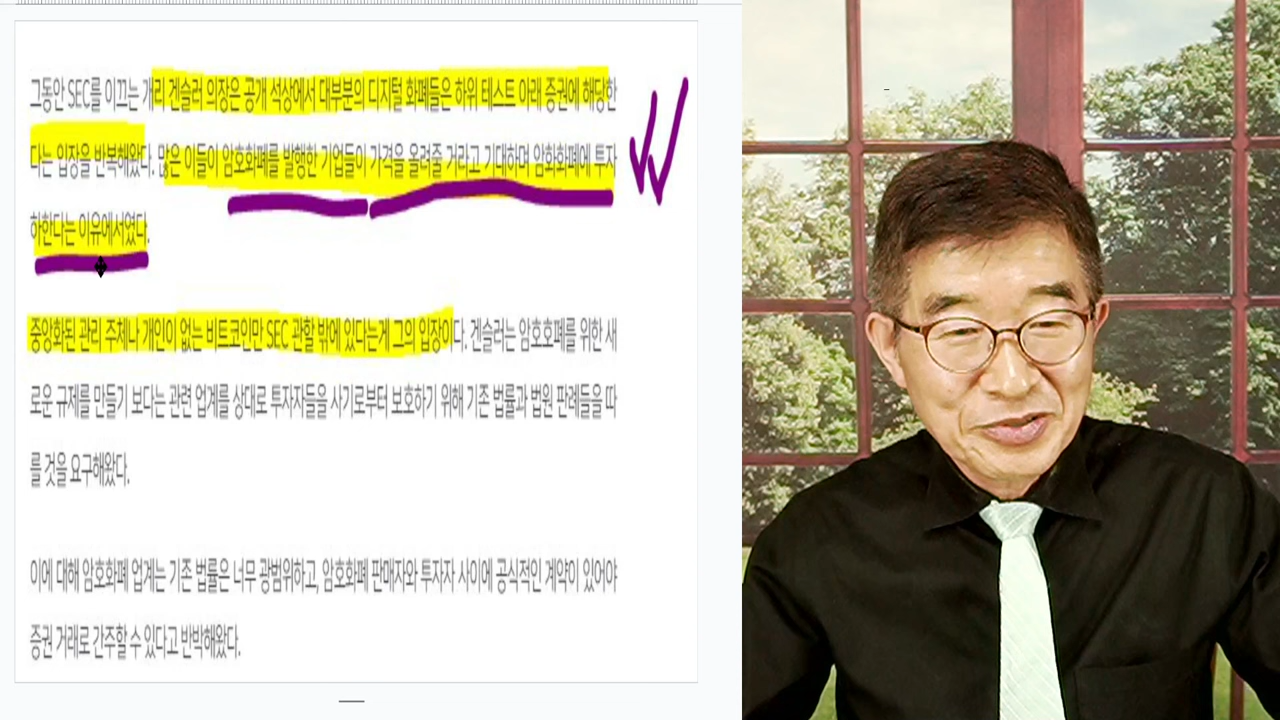 그동안 SEC를 이끄는 개리 겐슬러 의장은 공개 석상에서 대부분의 디지털 화폐들은 하위 테스트 아래 증권에 해당한
다는 입장을 반복해왔다. 많은 이들이 암호화폐를 발행한 기업들이 가격을 올려줄 거라고 기대하며 암화화폐에 투자
하한다는 이유에서였다.
중앙화된 관리 주체나 개인이 없는 비트코인만 SEC 관할 밖에 있다는게 그의 입장이다. 겐슬러는 암호호폐를 위한 새
로운 규제를 만들기 보다는 관련 업계를 상대로 투자자들을 사기로부터 보호하기 위해 기존 법률과 법원 판례들을 따
를 것을 요구해왔다.
이에 대해 암호화폐 업계는 기존 법률은 너무 광범위하고, 암호화폐 판매자와 투자자 사이에 공식적인 계약이 있어야
증권 거래로 간주할 수 있다고 반박해왔다.